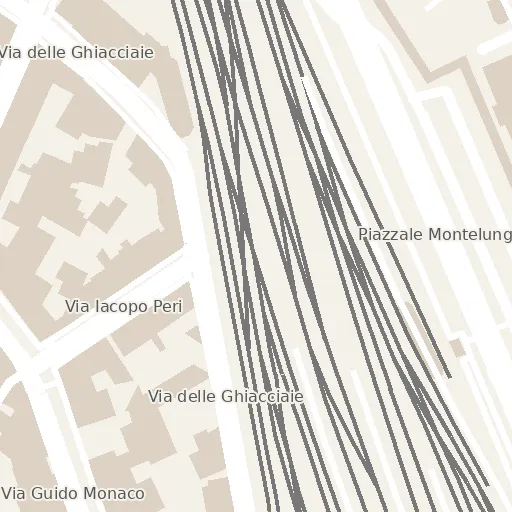 Via delle Ghiacciaie
Piazzale Montelung
Via Iacopo Peri
Via delle Ghiacciaie
Via Guido Monaco